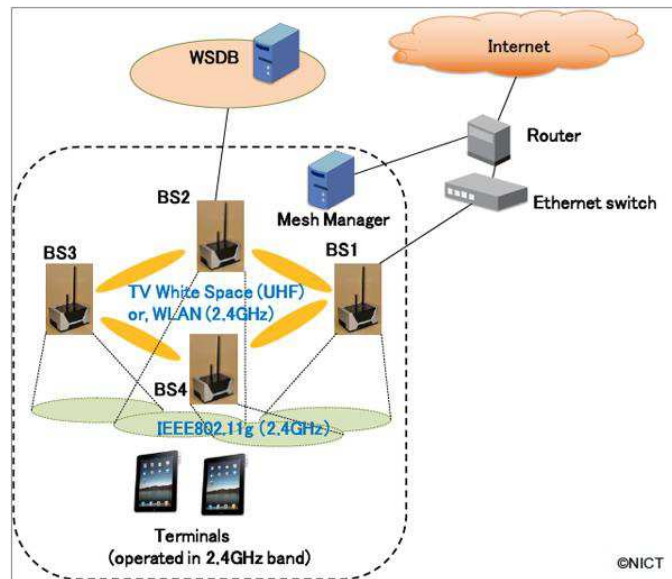 WSDB
Internet
Router
Mesh Manager
Ethernet switch
BS2
BS3
BS1
TV White Space (UHF)
or, WLAN (2.4GHz)
BS4
IEEE802.11g (2.4GHz)
Terminals
(operated in 2.4GHz band)
©NICT